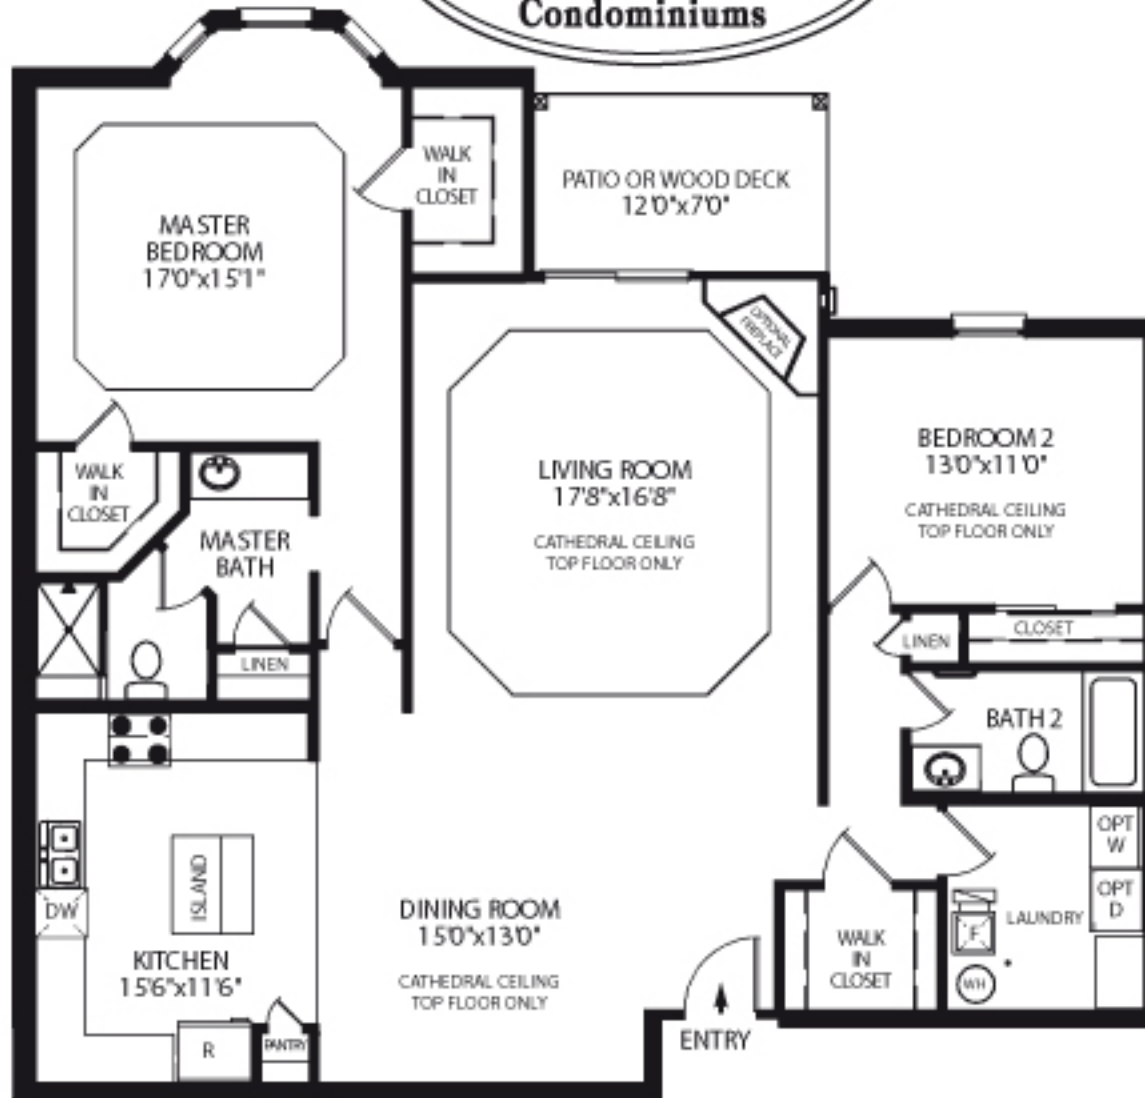 Condominiums
WALK
IN
CLOSET
PATIO OR WOOD DECK
12'0"x7'0"
MASTER
BEDROOM
17'0"x15'1"
OPTIONAL
FIREPLACE
BEDROOM 2
13'0"x11'0"
CATHEDRAL CEILING
TOP FLOOR ONLY
LIVING ROOM
17'8"x16'8"
CATHEDRAL CEILING
TOP FLOOR ONLY
WALK
IN
CLOSET
MASTER
BATH
LINEN
LINEN
CLOSET
BATH 2
OPT
W
OPT
D
ISLAND
DW
DINING ROOM
15'0"x13'0"
CATHEDRAL CEILING
TOP FLOOR ONLY
LAUNDRY
F
WH
WALK
IN
CLOSET
KITCHEN
15'6"x11'6"
R
PANTRY
ENTRY